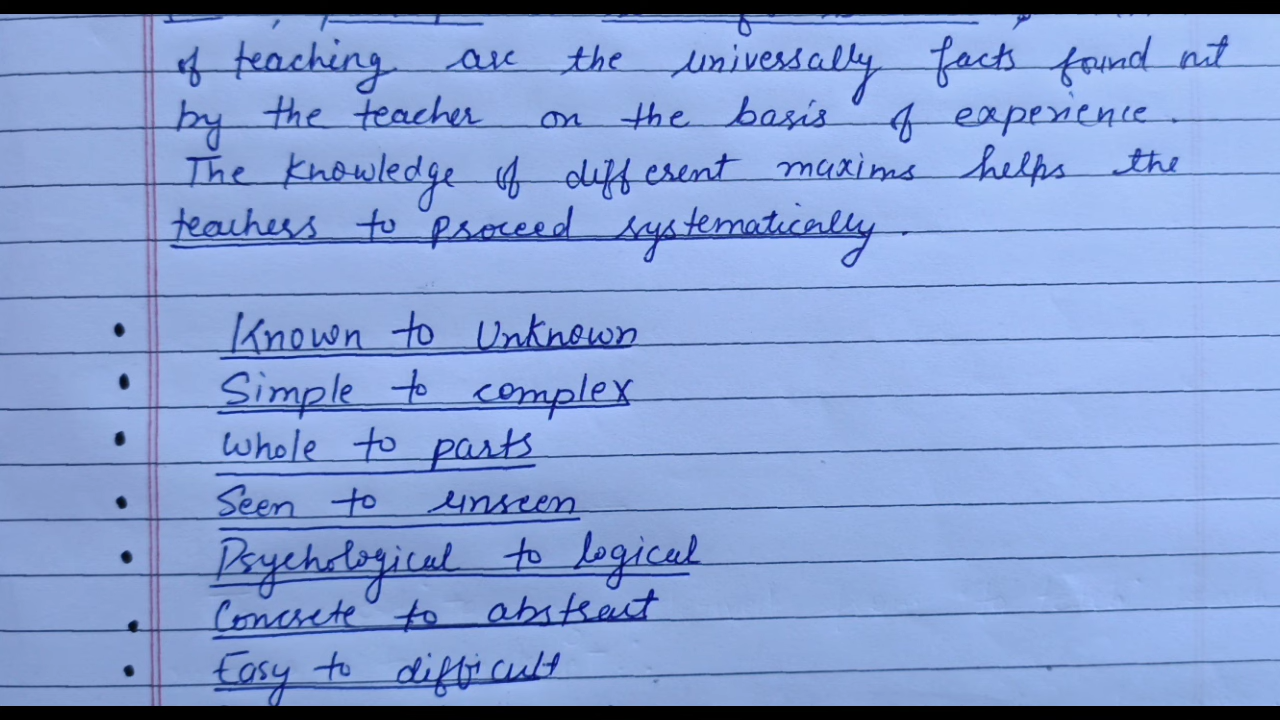 of teaching are the universally facts found out
by the teacher on the basis of experience.
The knowledge of different maxims helps the
teachers to proceed systematically.
• Known to Unknown
• Simple to complex
• Whole to parts
• Seen to unseen
• Psychological to logical
• Concrete to abstract
• Easy to difficult